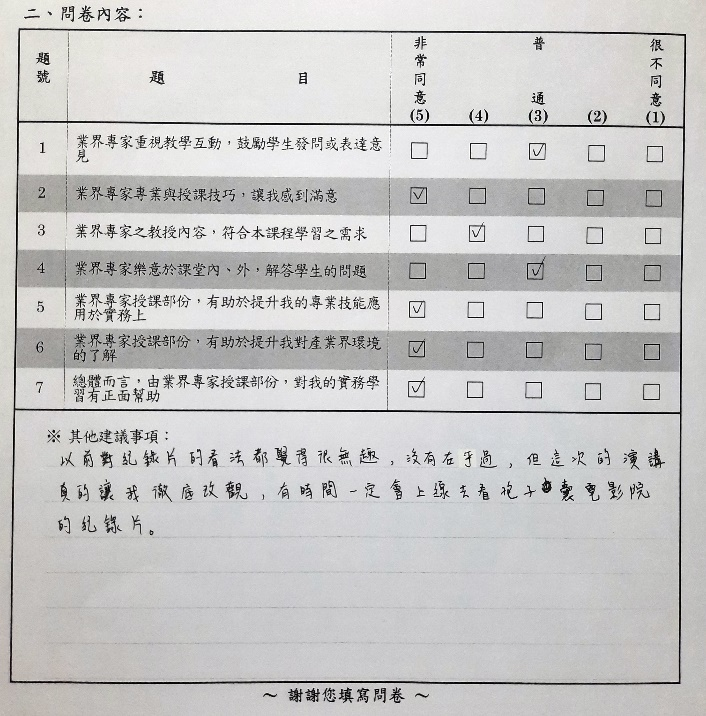 二、問卷內容：
題號 題 目 非常同意(5) (4) 普通(3) (2) 很不同意(1)
1 業界專家重視教學互動，鼓勵學生發問或表達意見 ☐ ☐ ☑ ☐ ☐
2 業界專家專業與授課技巧，讓我感到滿意 ☑ ☐ ☐ ☐ ☐
3 業界專家之教授內容，符合本課程學習之需求 ☐ ☑ ☐ ☐ ☐
4 業界專家樂意於課堂內、外，解答學生的問題 ☐ ☐ ☑ ☐ ☐
5 業界專家授課部份，有助於提升我的專業技能應用於實務上 ☑ ☐ ☐ ☐ ☐
6 業界專家授課部份，有助於提升我對產業界環境的了解 ☑ ☐ ☐ ☐ ☐
7 總體而言，由業界專家授課部份，對我的實務學習有正面幫助 ☑ ☐ ☐ ☐ ☐
※ 其他建議事項：
以前對紀錄片的看法都覺得很無趣，沒有在乎過，但這次的演講
真的讓我徹底改觀，有時間一定會上線去看孢子囊電影院
的紀錄片。
～ 謝謝您填寫問卷 ～